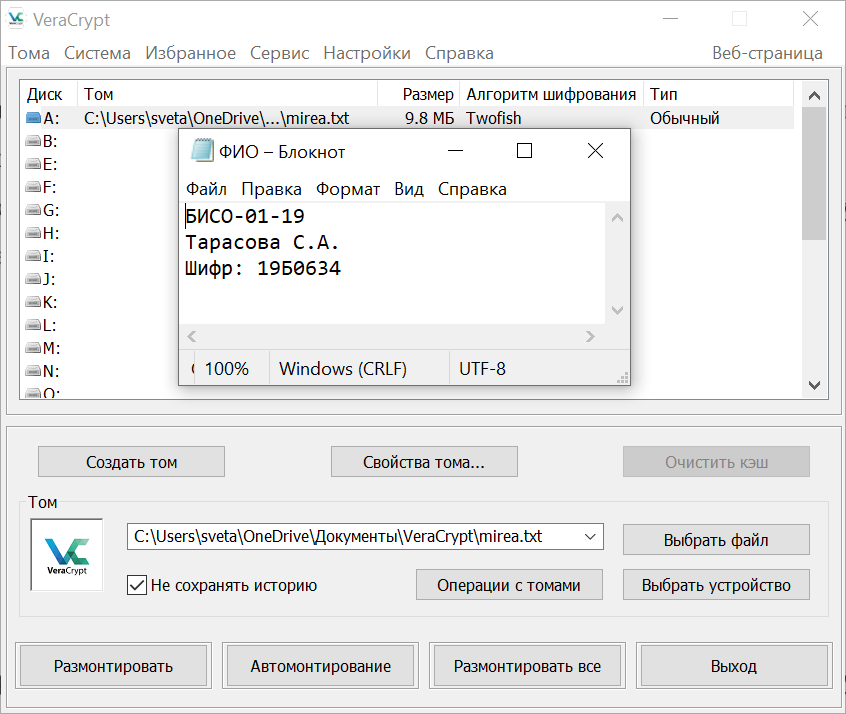 VeraCrypt
Тома Система Избранное Сервис Настройки Справка Веб-страница
Диск Том Размер Алгоритм шифрования Тип
A: C:\Users\sveta\OneDrive\...\mirea.txt 9.8 МБ Twofish Обычный
B:
E:
F:
G:
H:
I:
J:
K:
L:
M:
N:
O:
ФИО – Блокнот
Файл Правка Формат Вид Справка
БИСО-01-19
Тарасова С.А.
Шифр: 19Б0634
100% Windows (CRLF) UTF-8
Создать том Свойства тома... Очистить кэш
Том
VeraCrypt
C:\Users\sveta\OneDrive\Документы\VeraCrypt\mirea.txt Выбрать файл
Не сохранять историю Операции с томами Выбрать устройство
Размонтировать Автомонтирование Размонтировать все Выход